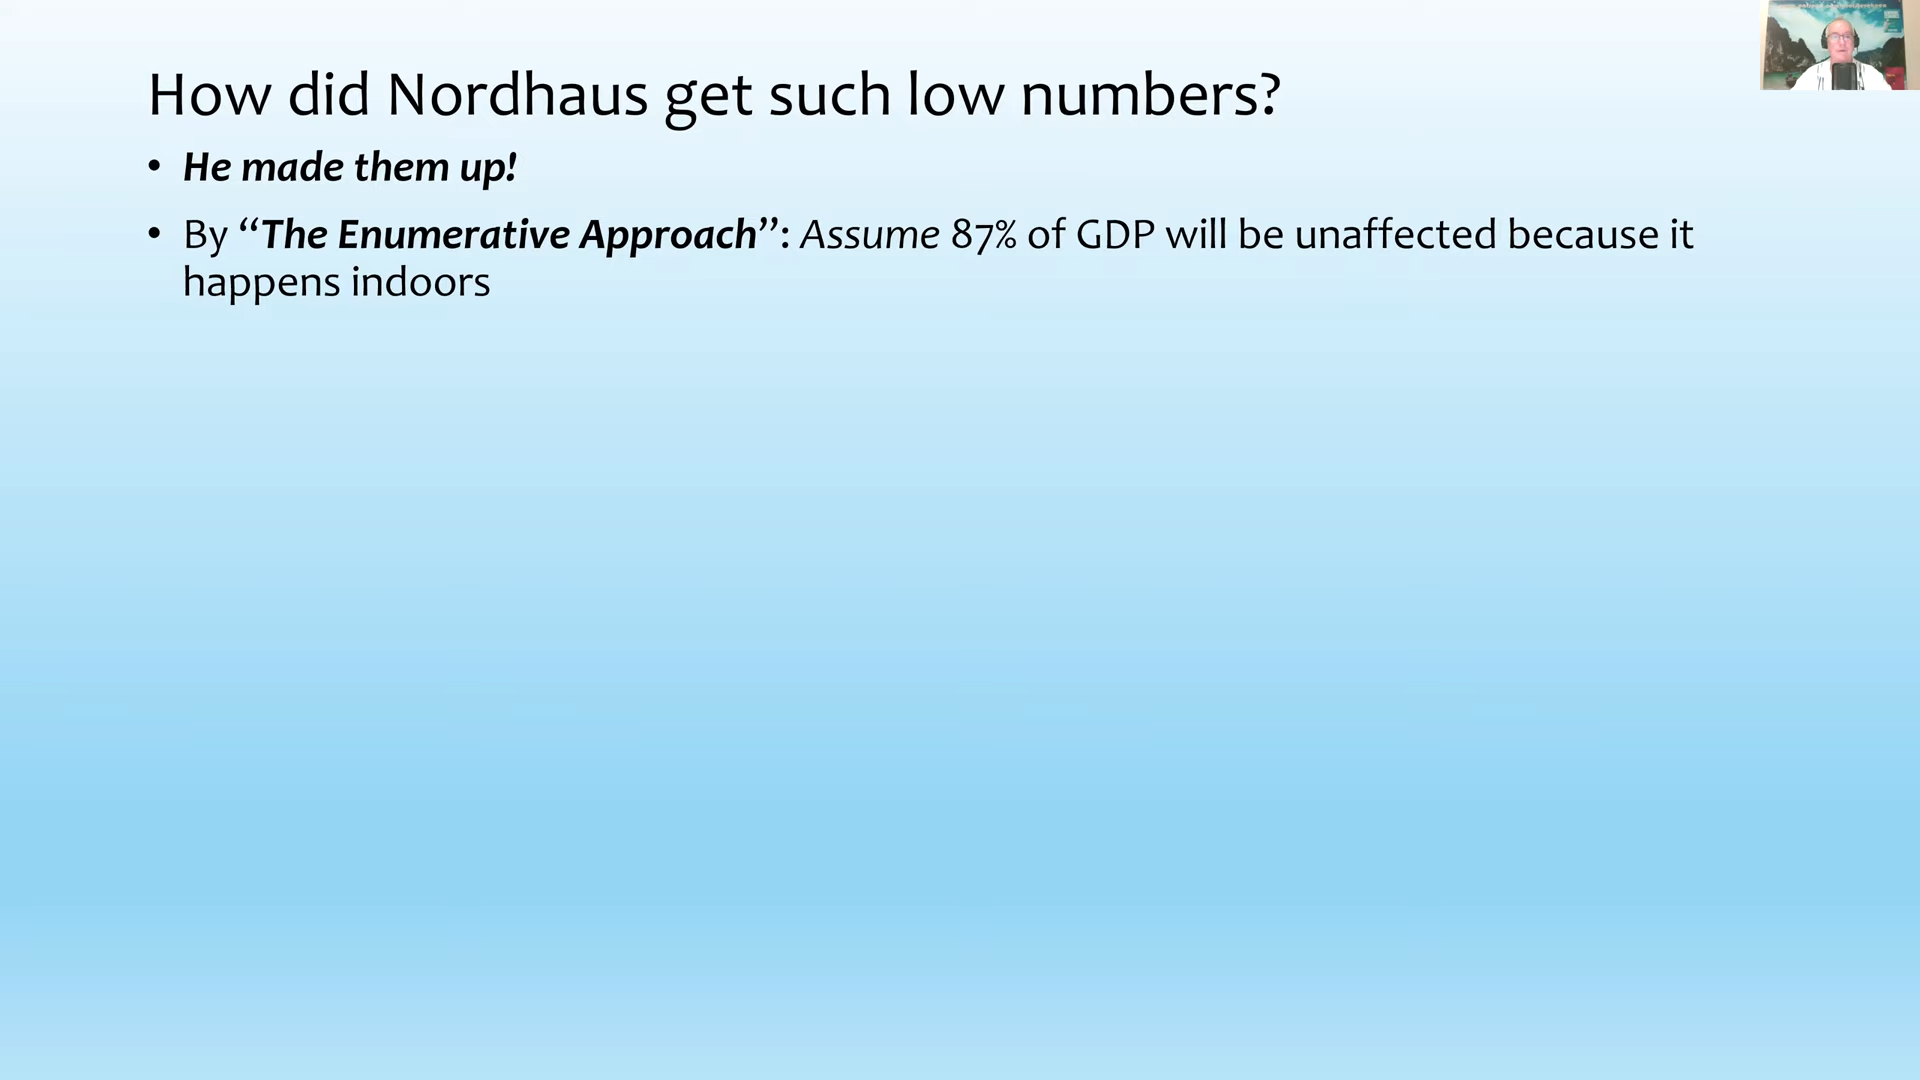 How did Nordhaus get such low numbers?
• He made them up!
• By “The Enumerative Approach”: Assume 87% of GDP will be unaffected because it
happens indoors